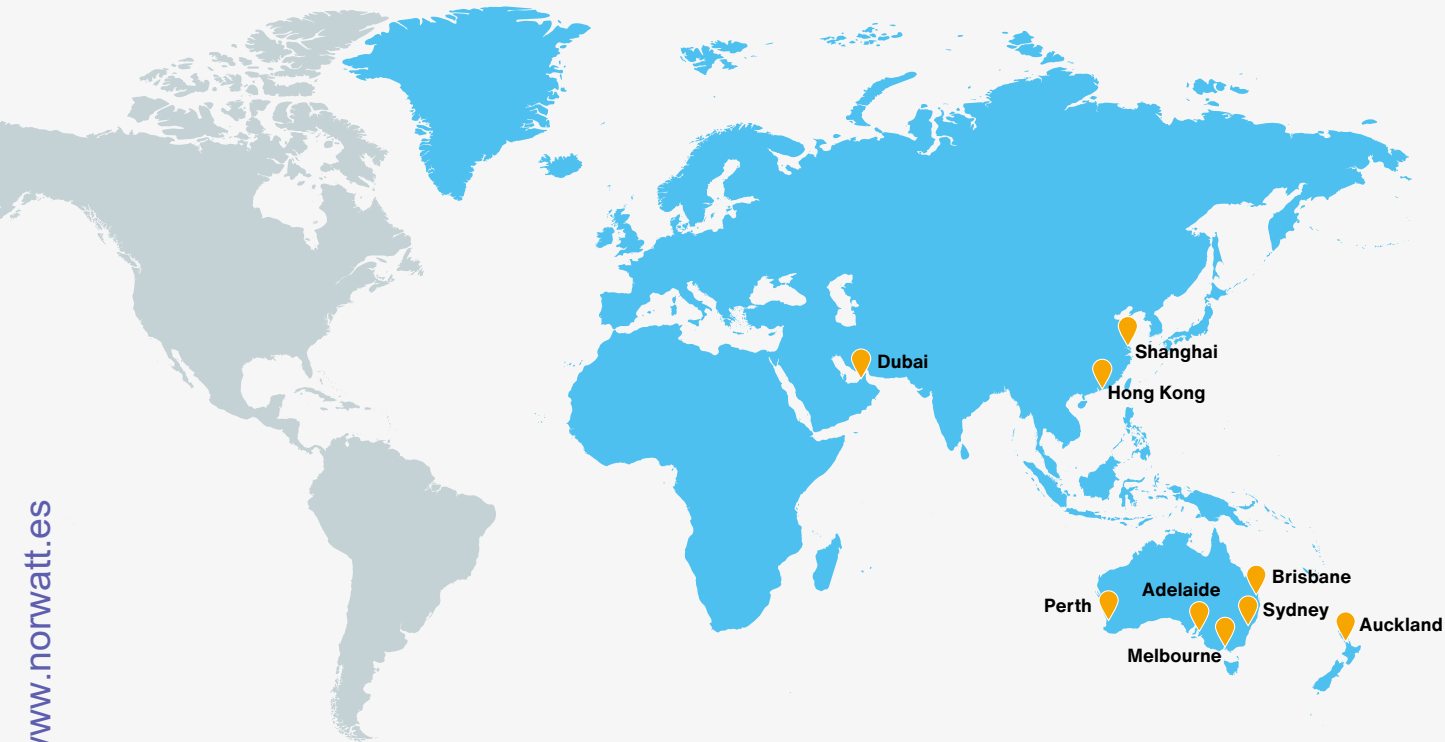 Dubai
Shanghai
Hong Kong
Brisbane
Adelaide
Perth
Sydney
Auckland
Melbourne
www.norwatt.es